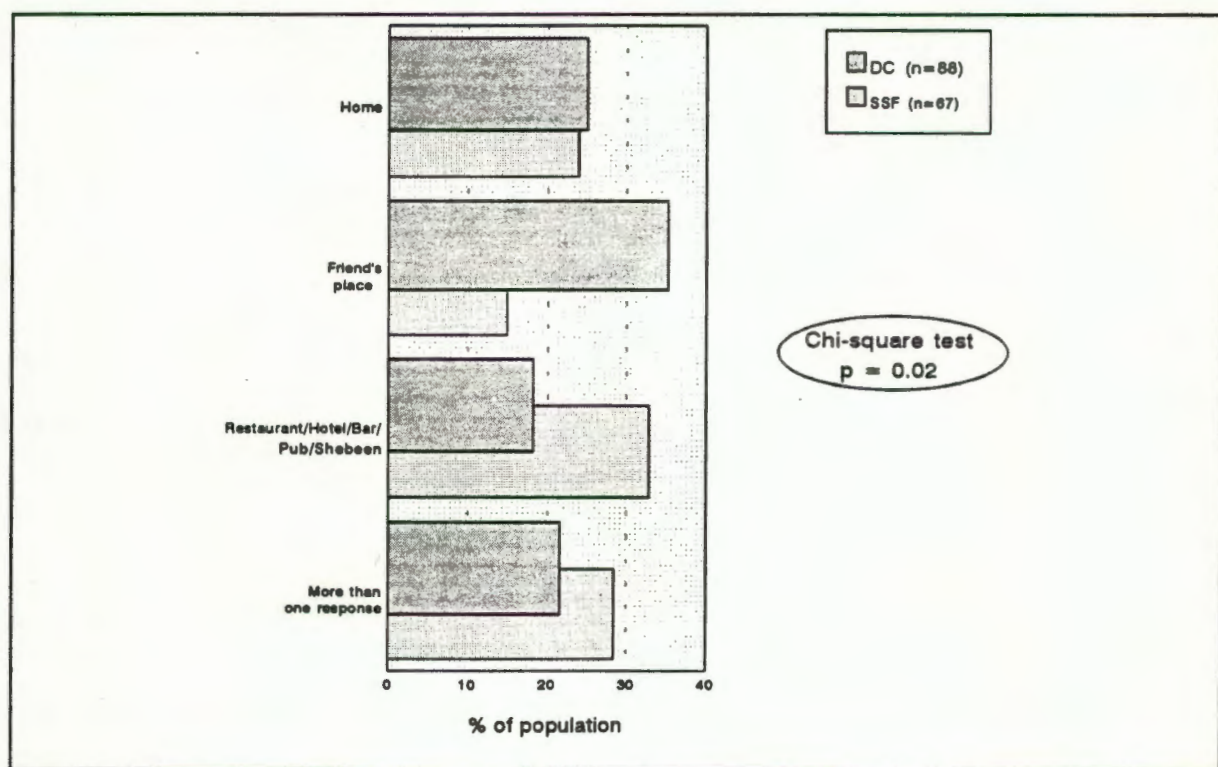 Home
Friend's
place
Restaurant/Hotel/Bar/
Pub/Shebeen
More than
one response
0 10 20 30 40
% of population
DC (n=88)
SSF (n=67)
Chi-square test
p = 0.02